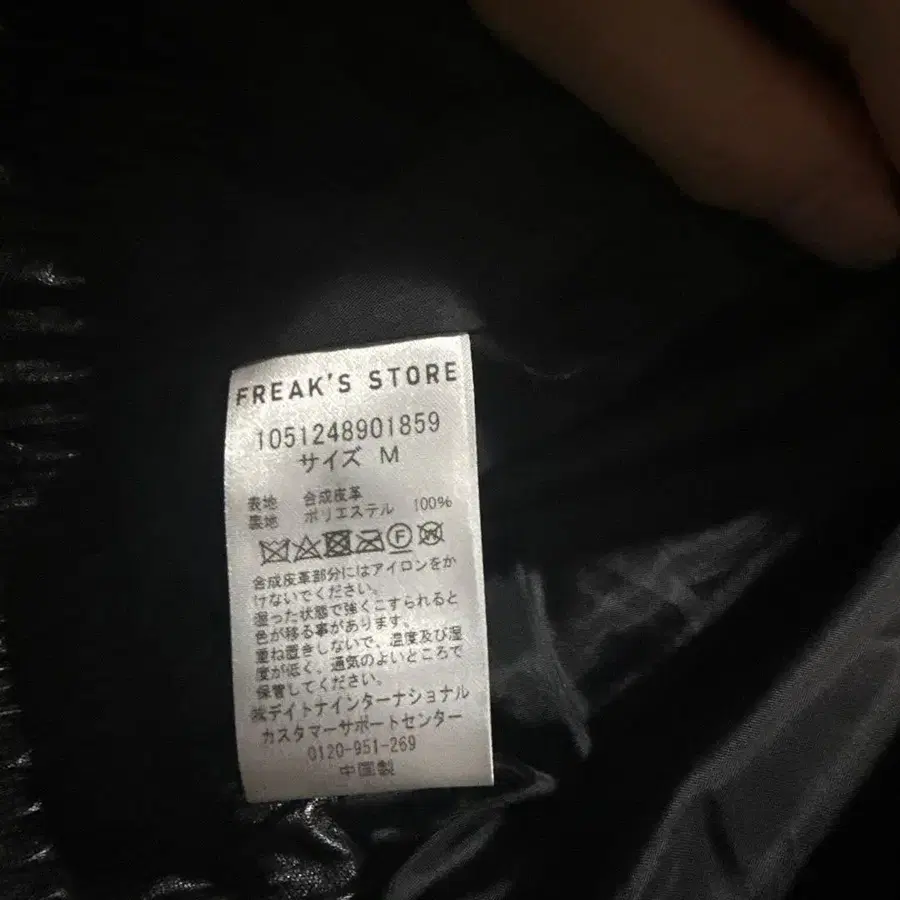 FREAK'S STORE
1051248901859
サイズ M
表地 合成皮革
裏地 ポリエステル 100%
合成皮革部分にはアイロンをか
けないでください。
湿った状態で強くこすられると
色が移る事があります。
重ね置きしないで、温度及び湿
度が低く、通気のよいところで
保管してください。
㈱デイトナインターナショナル
カスタマーサポートセンター
0120-951-269
中国製